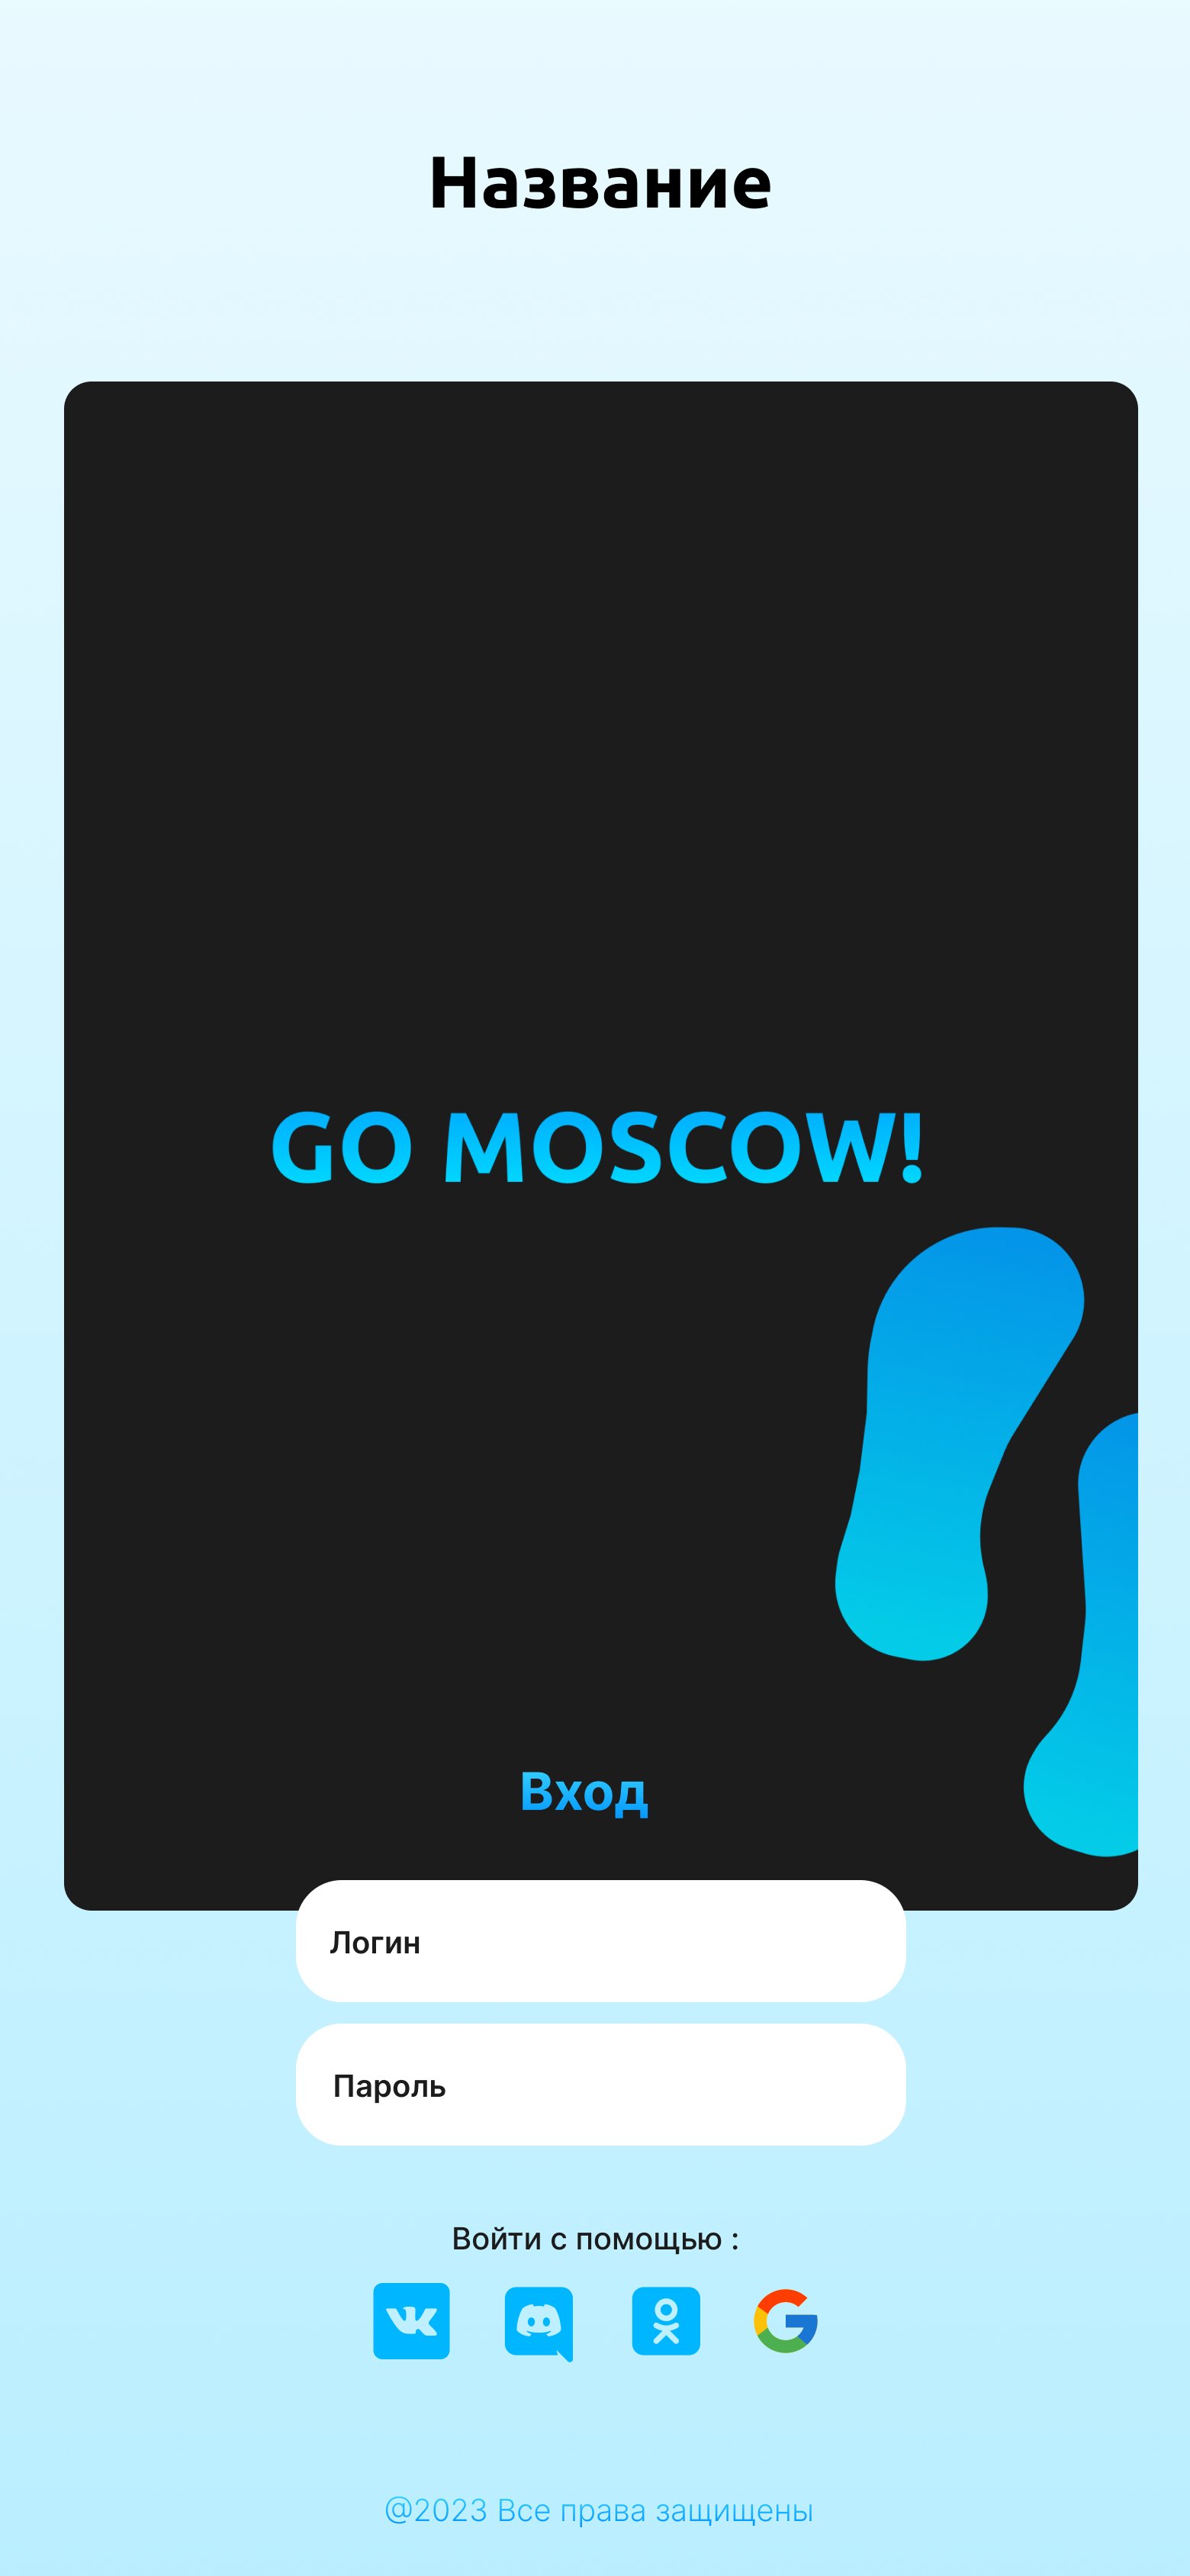 Название
GO MOSCOW!
Вход
Логин
Пароль
Войти с помощью :
@2023 Все права защищены